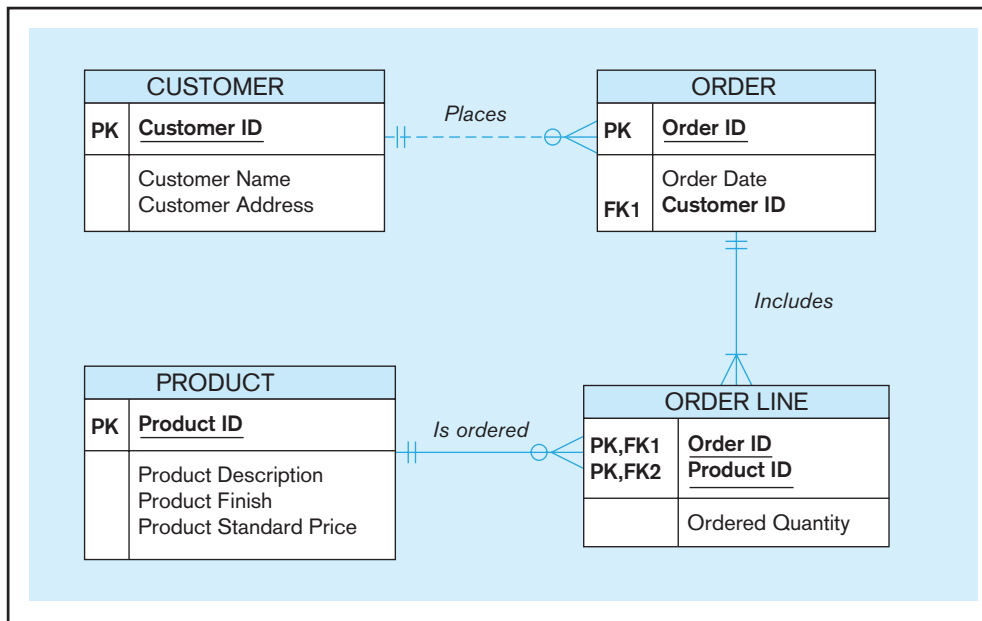 CUSTOMER
PK Customer ID
Customer Name
Customer Address
Places
ORDER
PK Order ID
Order Date
FK1 Customer ID
Includes
PRODUCT
PK Product ID
Product Description
Product Finish
Product Standard Price
Is ordered
ORDER LINE
PK,FK1 Order ID
PK,FK2 Product ID
Ordered Quantity